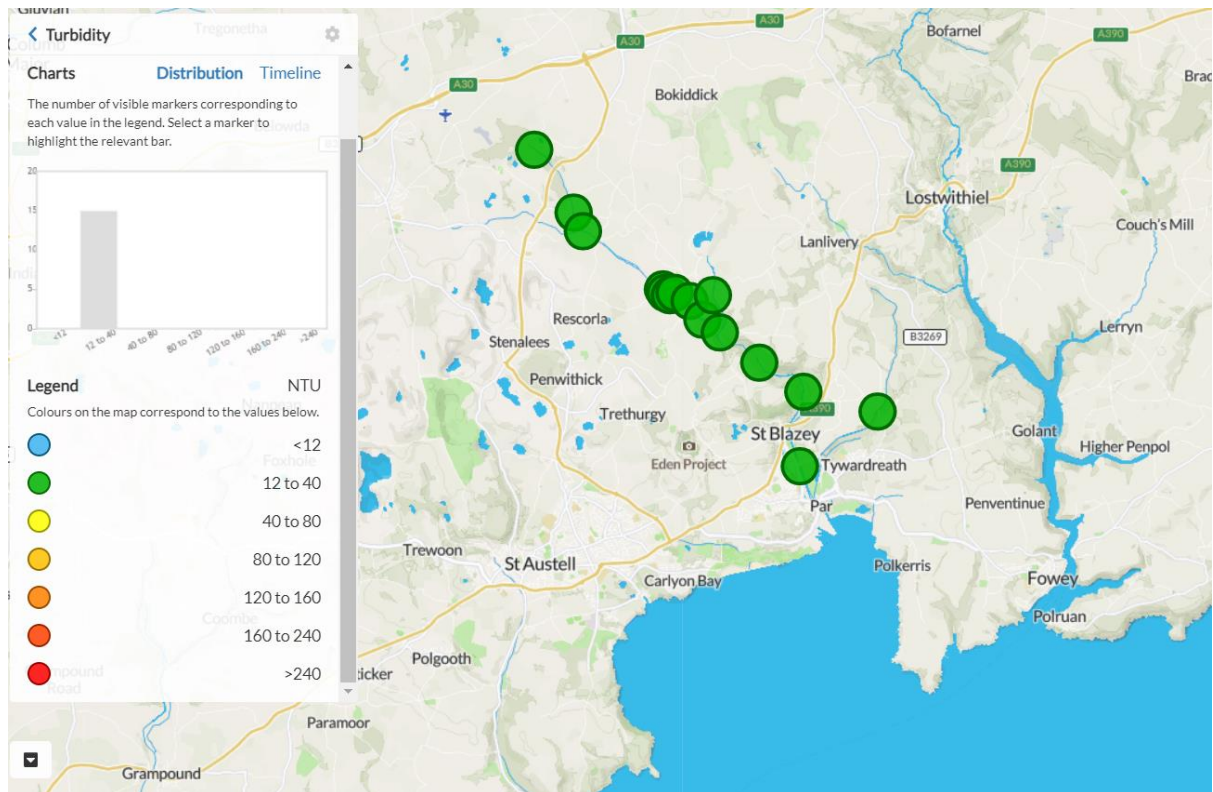 Turbidity
Charts
Distribution
Timeline
The number of visible markers corresponding to
each value in the legend. Select a marker to
highlight the relevant bar.
20
15
10
5
0
<12
12 to 40
40 to 80
80 to 120
120 to 160
160 to 240
>240
Legend
NTU
Colours on the map correspond to the values below.
<12
12 to 40
40 to 80
80 to 120
120 to 160
160 to 240
>240
Tregonetha
A30
A30
A30
Bofarnel
A390
Bokiddick
A390
Lostwithiel
Couch's Mill
Lanlivery
Rescorla
Stenalees
B3269
Lerryn
Penwithick
Trethurgy
A390
St Blazey
Golant
Higher Penpol
Eden Project
Tywardreath
Foxhole
Par
Penventinue
Trewoon
St Austell
Carlyon Bay
Polkerris
Fowey
Polruan
Coombe
Polgooth
Paramoor
Grampound